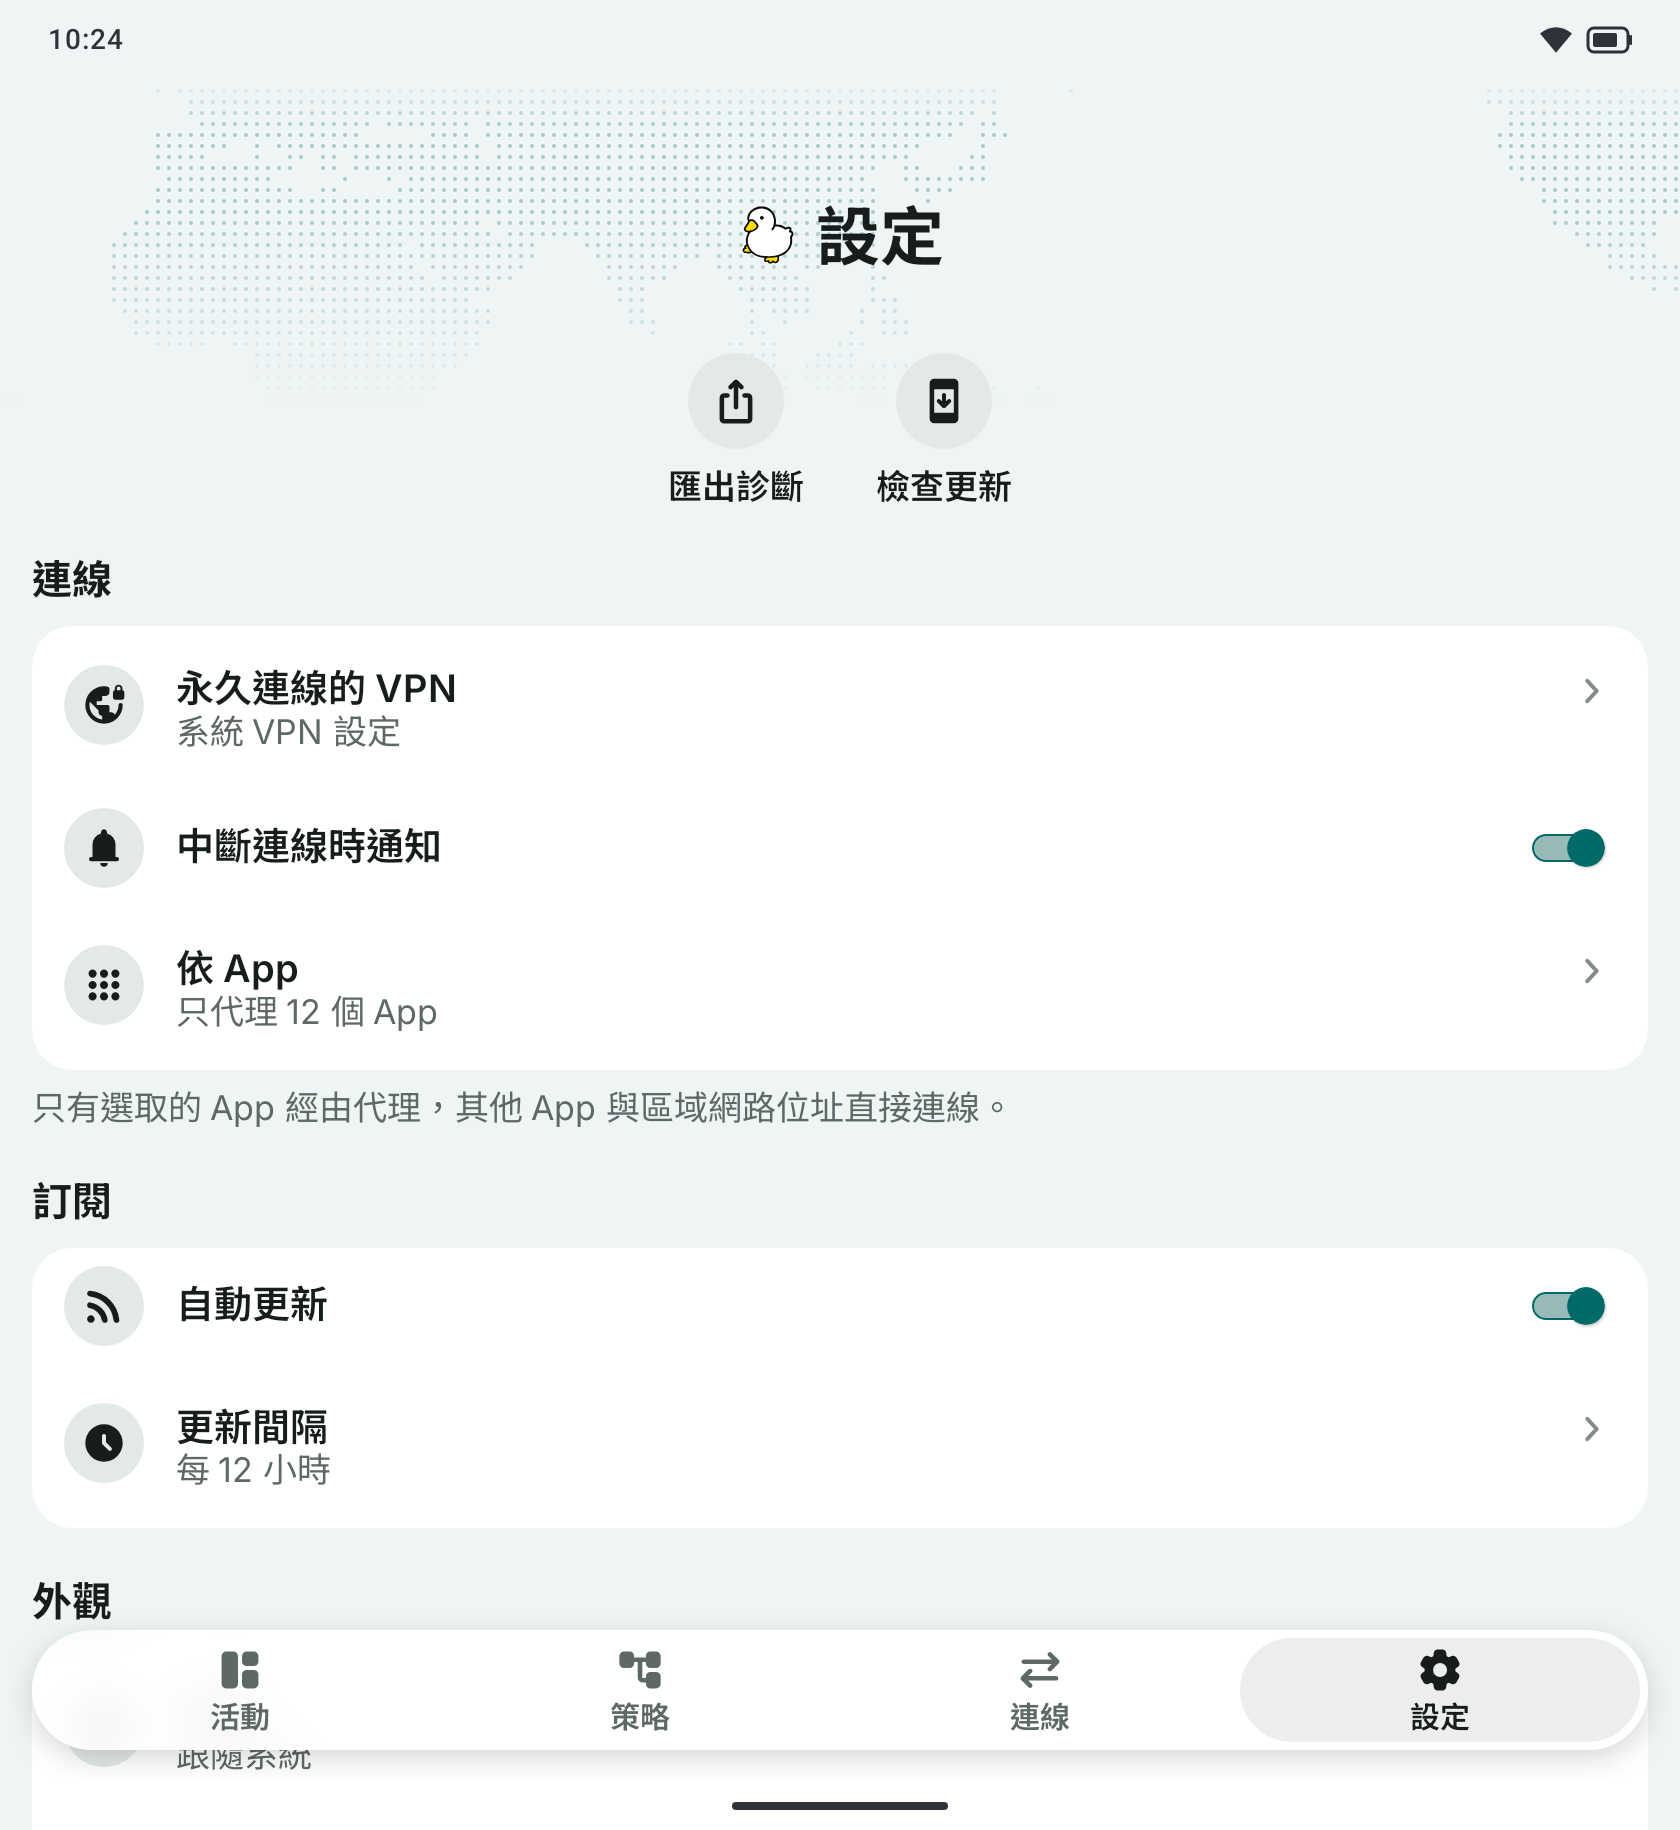 10:24
設定
匯出診斷
檢查更新
連線
永久連線的 VPN
系統 VPN 設定
中斷連線時通知
依 App
只代理 12 個 App
只有選取的 App 經由代理，其他 App 與區域網路位址直接連線。
訂閱
自動更新
更新間隔
每 12 小時
外觀
活動
策略
連線
設定
跟隨系統